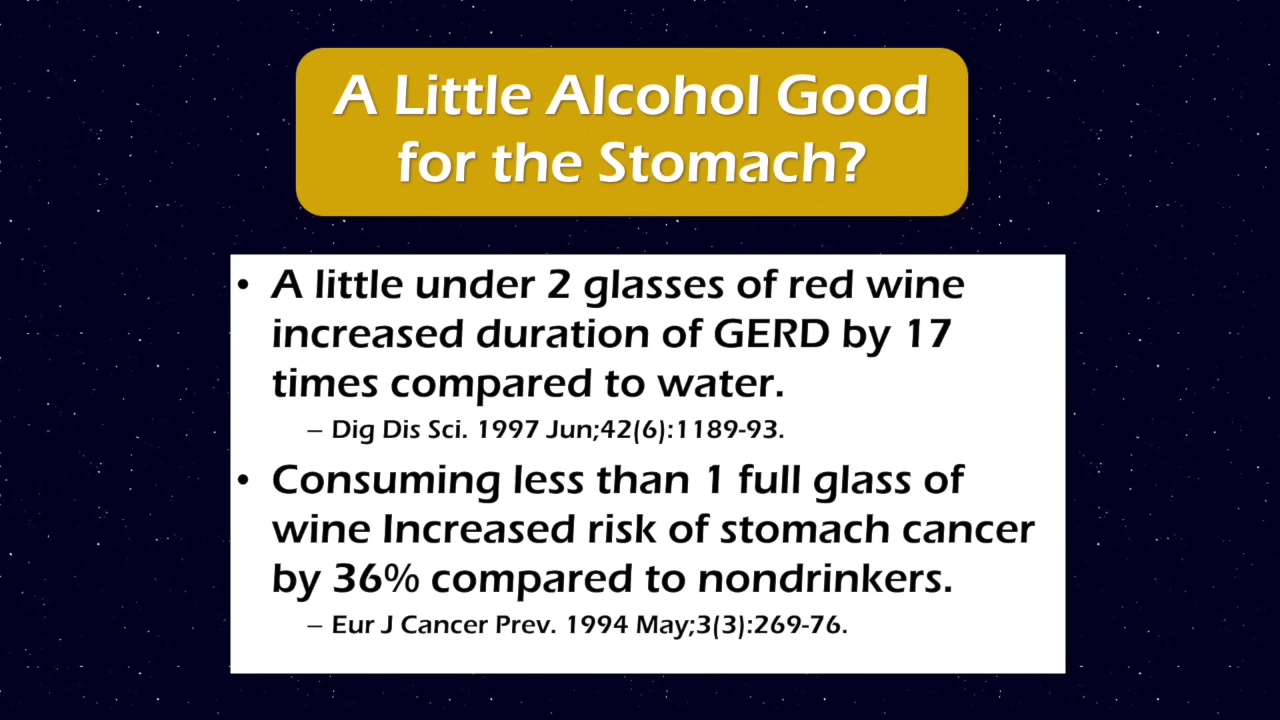 A Little Alcohol Good
for the Stomach?
• A little under 2 glasses of red wine
increased duration of GERD by 17
times compared to water.
– Dig Dis Sci. 1997 Jun;42(6):1189-93.
• Consuming less than 1 full glass of
wine Increased risk of stomach cancer
by 36% compared to nondrinkers.
– Eur J Cancer Prev. 1994 May;3(3):269-76.